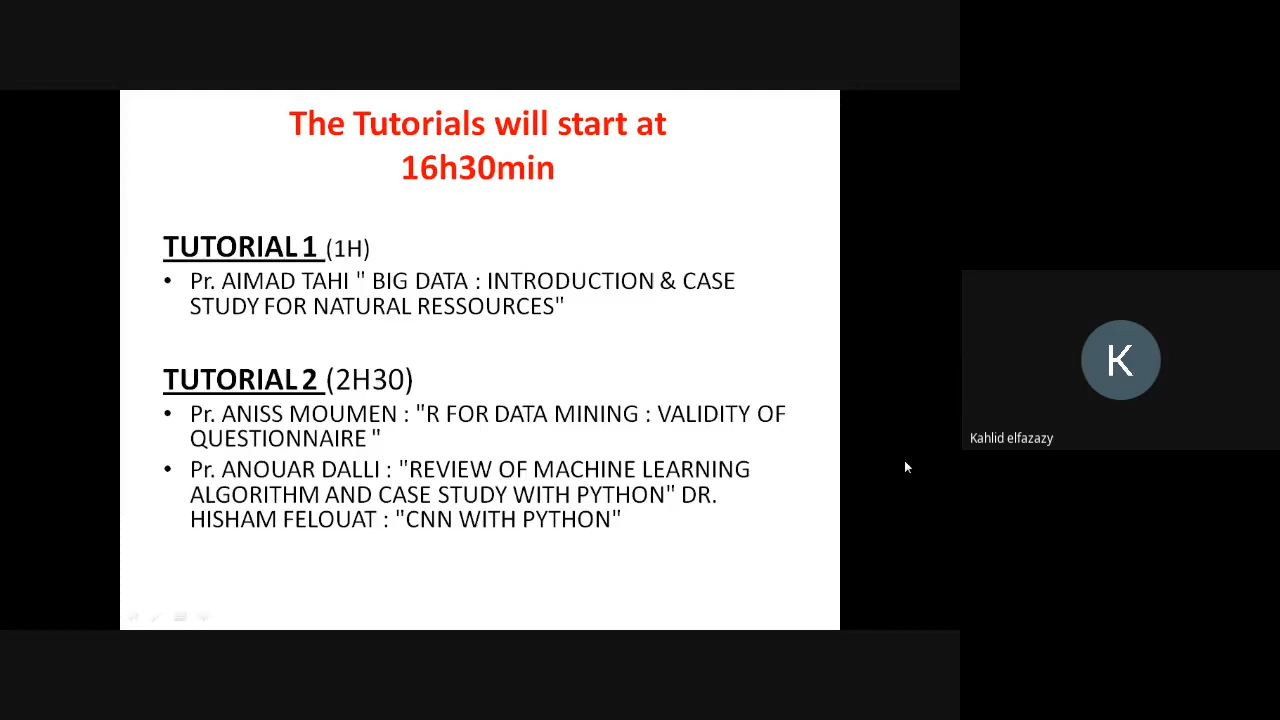 The Tutorials will start at
16h30min
TUTORIAL 1 (1H)
• Pr. AIMAD TAHI " BIG DATA : INTRODUCTION & CASE
STUDY FOR NATURAL RESSOURCES"
TUTORIAL 2 (2H30)
• Pr. ANISS MOUMEN : "R FOR DATA MINING : VALIDITY OF
QUESTIONNAIRE "
• Pr. ANOUAR DALLI : "REVIEW OF MACHINE LEARNING
ALGORITHM AND CASE STUDY WITH PYTHON" DR.
HISHAM FELOUAT : "CNN WITH PYTHON"
K
Kahlid elfazazy